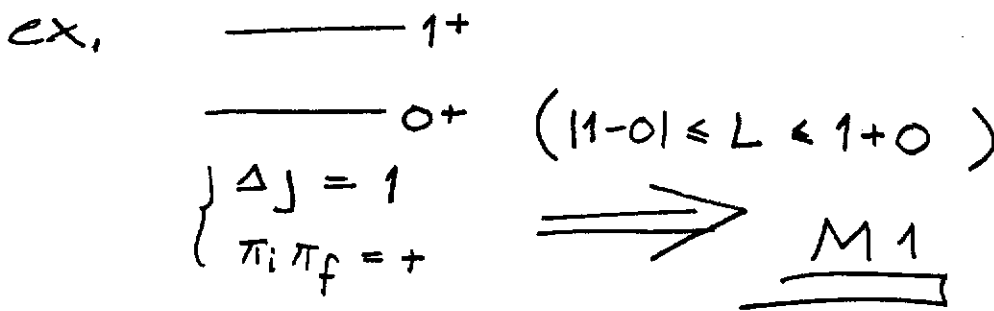 ex. 1+
0+
(|1-0| ≤ L ≤ 1+0)
ΔJ = 1
πi πf = +
M1